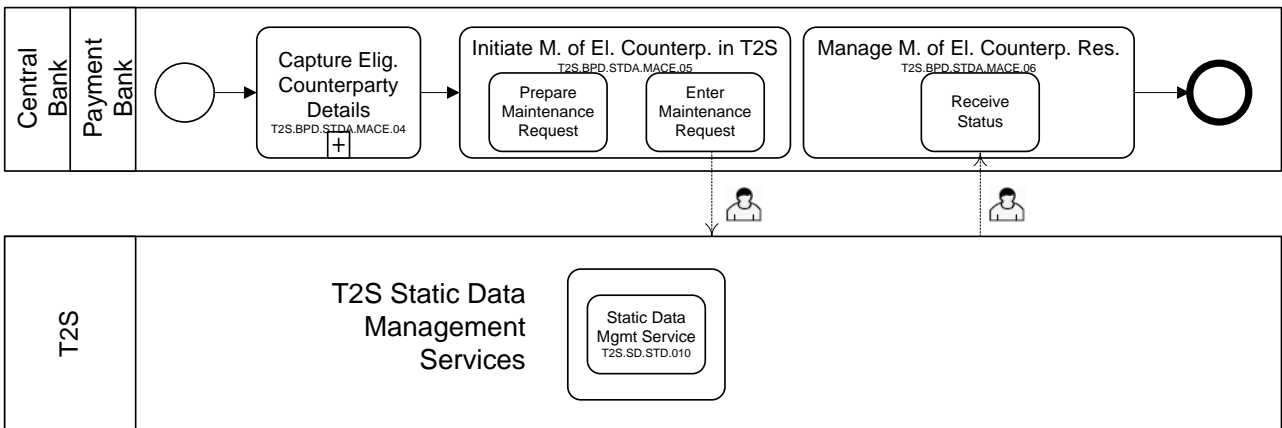 Central
Bank
Payment
Bank
Capture Elig.
Counterparty
Details
T2S.BPD.STDA.MACE.04
+
Initiate M. of El. Counterp. in T2S
T2S.BPD.STDA.MACE.05
Prepare
Maintenance
Request
Enter
Maintenance
Request
Manage M. of El. Counterp. Res.
T2S.BPD.STDA.MACE.06
Receive
Status
T2S
T2S Static Data
Management
Services
Static Data
Mgmt Service
T2S.SD.STD.010